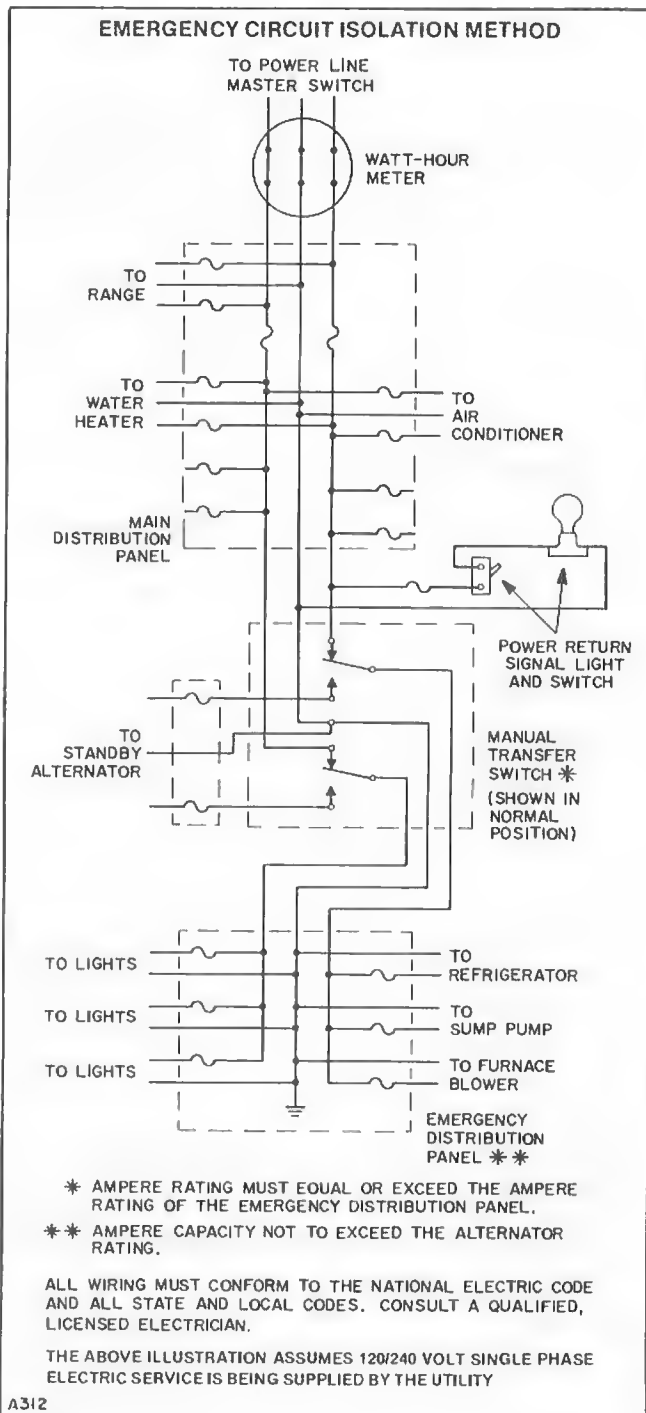 EMERGENCY CIRCUIT ISOLATION METHOD
TO POWER LINE
MASTER SWITCH
WATT-HOUR
METER
TO
RANGE
TO
WATER
HEATER
TO
AIR
CONDITIONER
MAIN
DISTRIBUTION
PANEL
POWER RETURN
SIGNAL LIGHT
AND SWITCH
TO
STANDBY
ALTERNATOR
MANUAL
TRANSFER
SWITCH *
(SHOWN IN
NORMAL
POSITION)
TO LIGHTS
TO
REFRIGERATOR
TO LIGHTS
TO
SUMP PUMP
TO LIGHTS
TO FURNACE
BLOWER
EMERGENCY
DISTRIBUTION
PANEL **
* AMPERE RATING MUST EQUAL OR EXCEED THE AMPERE
RATING OF THE EMERGENCY DISTRIBUTION PANEL.
** AMPERE CAPACITY NOT TO EXCEED THE ALTERNATOR
RATING.
ALL WIRING MUST CONFORM TO THE NATIONAL ELECTRIC CODE
AND ALL STATE AND LOCAL CODES. CONSULT A QUALIFIED,
LICENSED ELECTRICIAN.
THE ABOVE ILLUSTRATION ASSUMES 120/240 VOLT SINGLE PHASE
ELECTRIC SERVICE IS BEING SUPPLIED BY THE UTILITY
A312